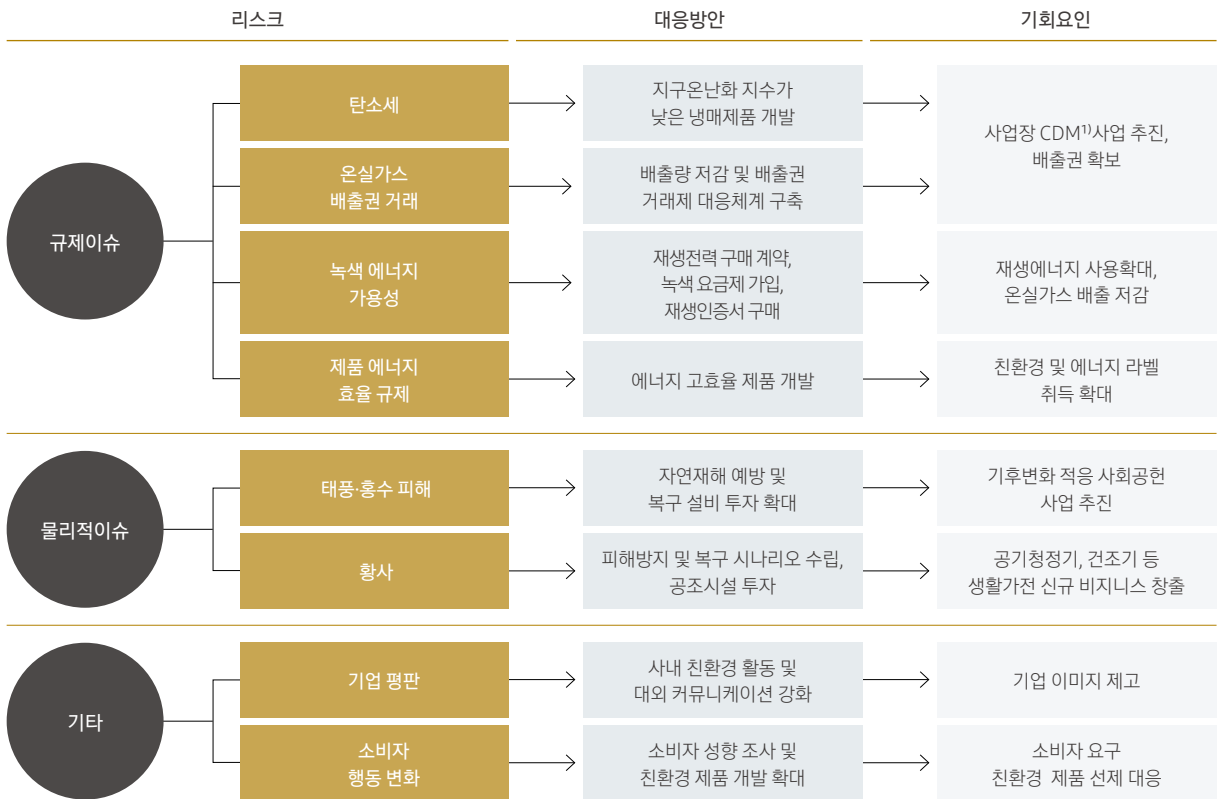 리스크
대응방안
기회요인
규제이슈
탄소세
지구온난화 지수가
낮은 냉매제품 개발
사업장 CDM¹⁾사업 추진,
배출권 확보
온실가스
배출권 거래
배출량 저감 및 배출권
거래제 대응체계 구축
녹색 에너지
가용성
재생전력 구매 계약,
녹색 요금제 가입,
재생인증서 구매
재생에너지 사용확대,
온실가스 배출 저감
제품 에너지
효율 규제
에너지 고효율 제품 개발
친환경 및 에너지 라벨
취득 확대
물리적이슈
태풍·홍수 피해
자연재해 예방 및
복구 설비 투자 확대
기후변화 적응 사회공헌
사업 추진
황사
피해방지 및 복구 시나리오 수립,
공조시설 투자
공기청정기, 건조기 등
생활가전 신규 비지니스 창출
기타
기업 평판
사내 친환경 활동 및
대외 커뮤니케이션 강화
기업 이미지 제고
소비자
행동 변화
소비자 성향 조사 및
친환경 제품 개발 확대
소비자 요구
친환경 제품 선제 대응